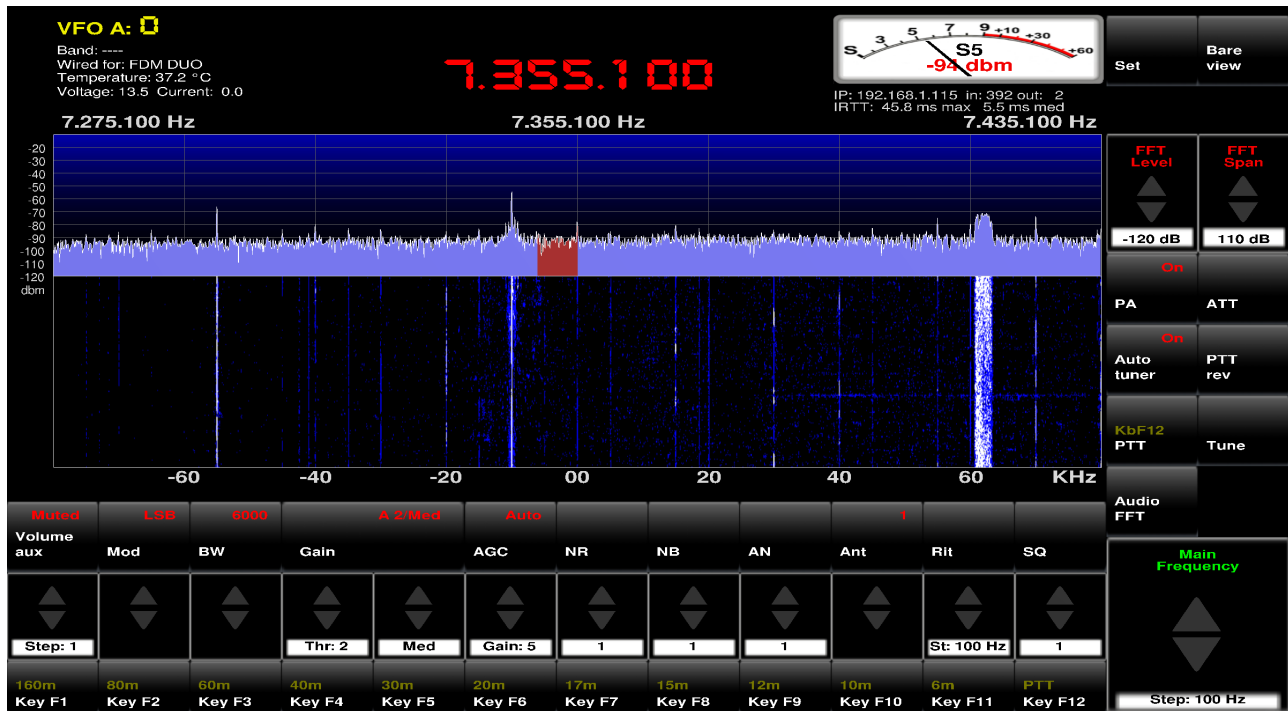 VFO A: 0
Band: ----
Wired for: FDM DUO
Temperature: 37.2 °C
Voltage: 13.5 Current: 0.0
7.355.100
S 3 5 7 9 +10 +30 +60
S5
-94 dbm
IP: 192.168.1.115 in: 392 out: 2
IRTT: 45.8 ms max 5.5 ms med
Set
Bare
view
7.275.100 Hz 7.355.100 Hz 7.435.100 Hz
-20
-30
-40
-50
-60
-70
-80
-90
-100
-110
-120
dbm
-60 -40 -20 00 20 40 60 KHz
FFT
Level
-120 dB
FFT
Span
110 dB
On
PA
ATT
On
Auto
tuner
PTT
rev
KbF12
PTT
Tune
Audio
FFT
Muted LSB 6000 A 2/Med Auto 1
Volume
aux Mod BW Gain AGC NR NB AN Ant Rit SQ
Step: 1 Thr: 2 Med Gain: 5 1 1 1 St: 100 Hz 1
160m 80m 60m 40m 30m 20m 17m 15m 12m 10m 6m PTT
Key F1 Key F2 Key F3 Key F4 Key F5 Key F6 Key F7 Key F8 Key F9 Key F10 Key F11 Key F12
Main
Frequency
Step: 100 Hz